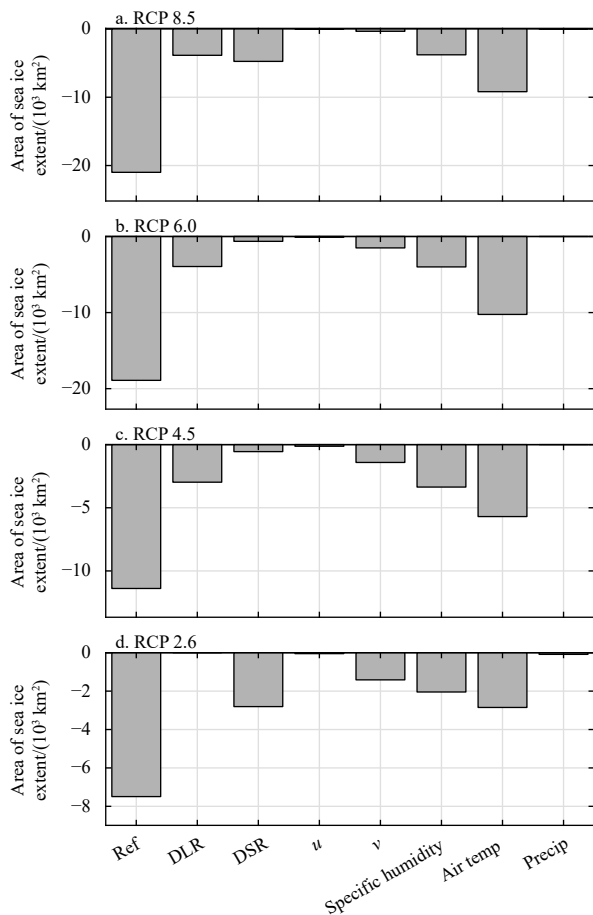 a. RCP 8.5
0
−10
−20
Area of sea ice
extent/(10³ km²)
b. RCP 6.0
0
−10
−20
Area of sea ice
extent/(10³ km²)
c. RCP 4.5
0
−5
−10
Area of sea ice
extent/(10³ km²)
d. RCP 2.6
0
−2
−4
−6
−8
Area of sea ice
extent/(10³ km²)
Ref
DLR
DSR
u
v
Specific humidity
Air temp
Precip